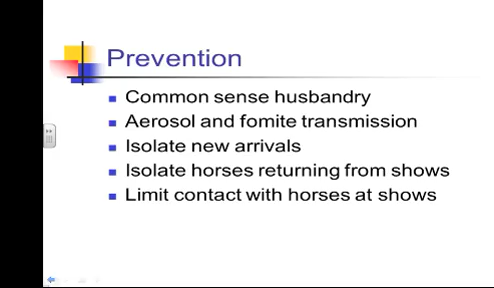 Prevention
Common sense husbandry
Aerosol and fomite transmission
Isolate new arrivals
Isolate horses returning from shows
Limit contact with horses at shows